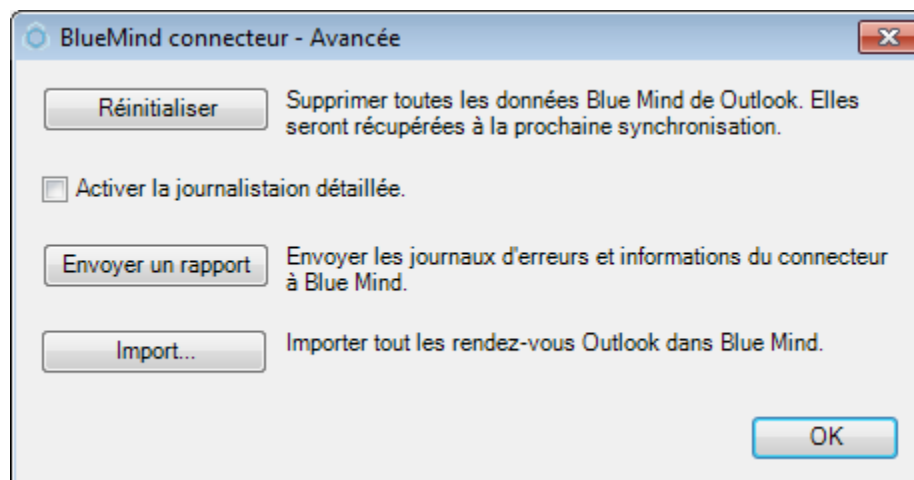 BlueMind connecteur - Avancée
Réinitialiser
Supprimer toutes les données Blue Mind de Outlook. Elles
seront récupérées à la prochaine synchronisation.
Activer la journalistaion détaillée.
Envoyer un rapport
Envoyer les journaux d'erreurs et informations du connecteur
à Blue Mind.
Import...
Importer tout les rendez-vous Outlook dans Blue Mind.
OK